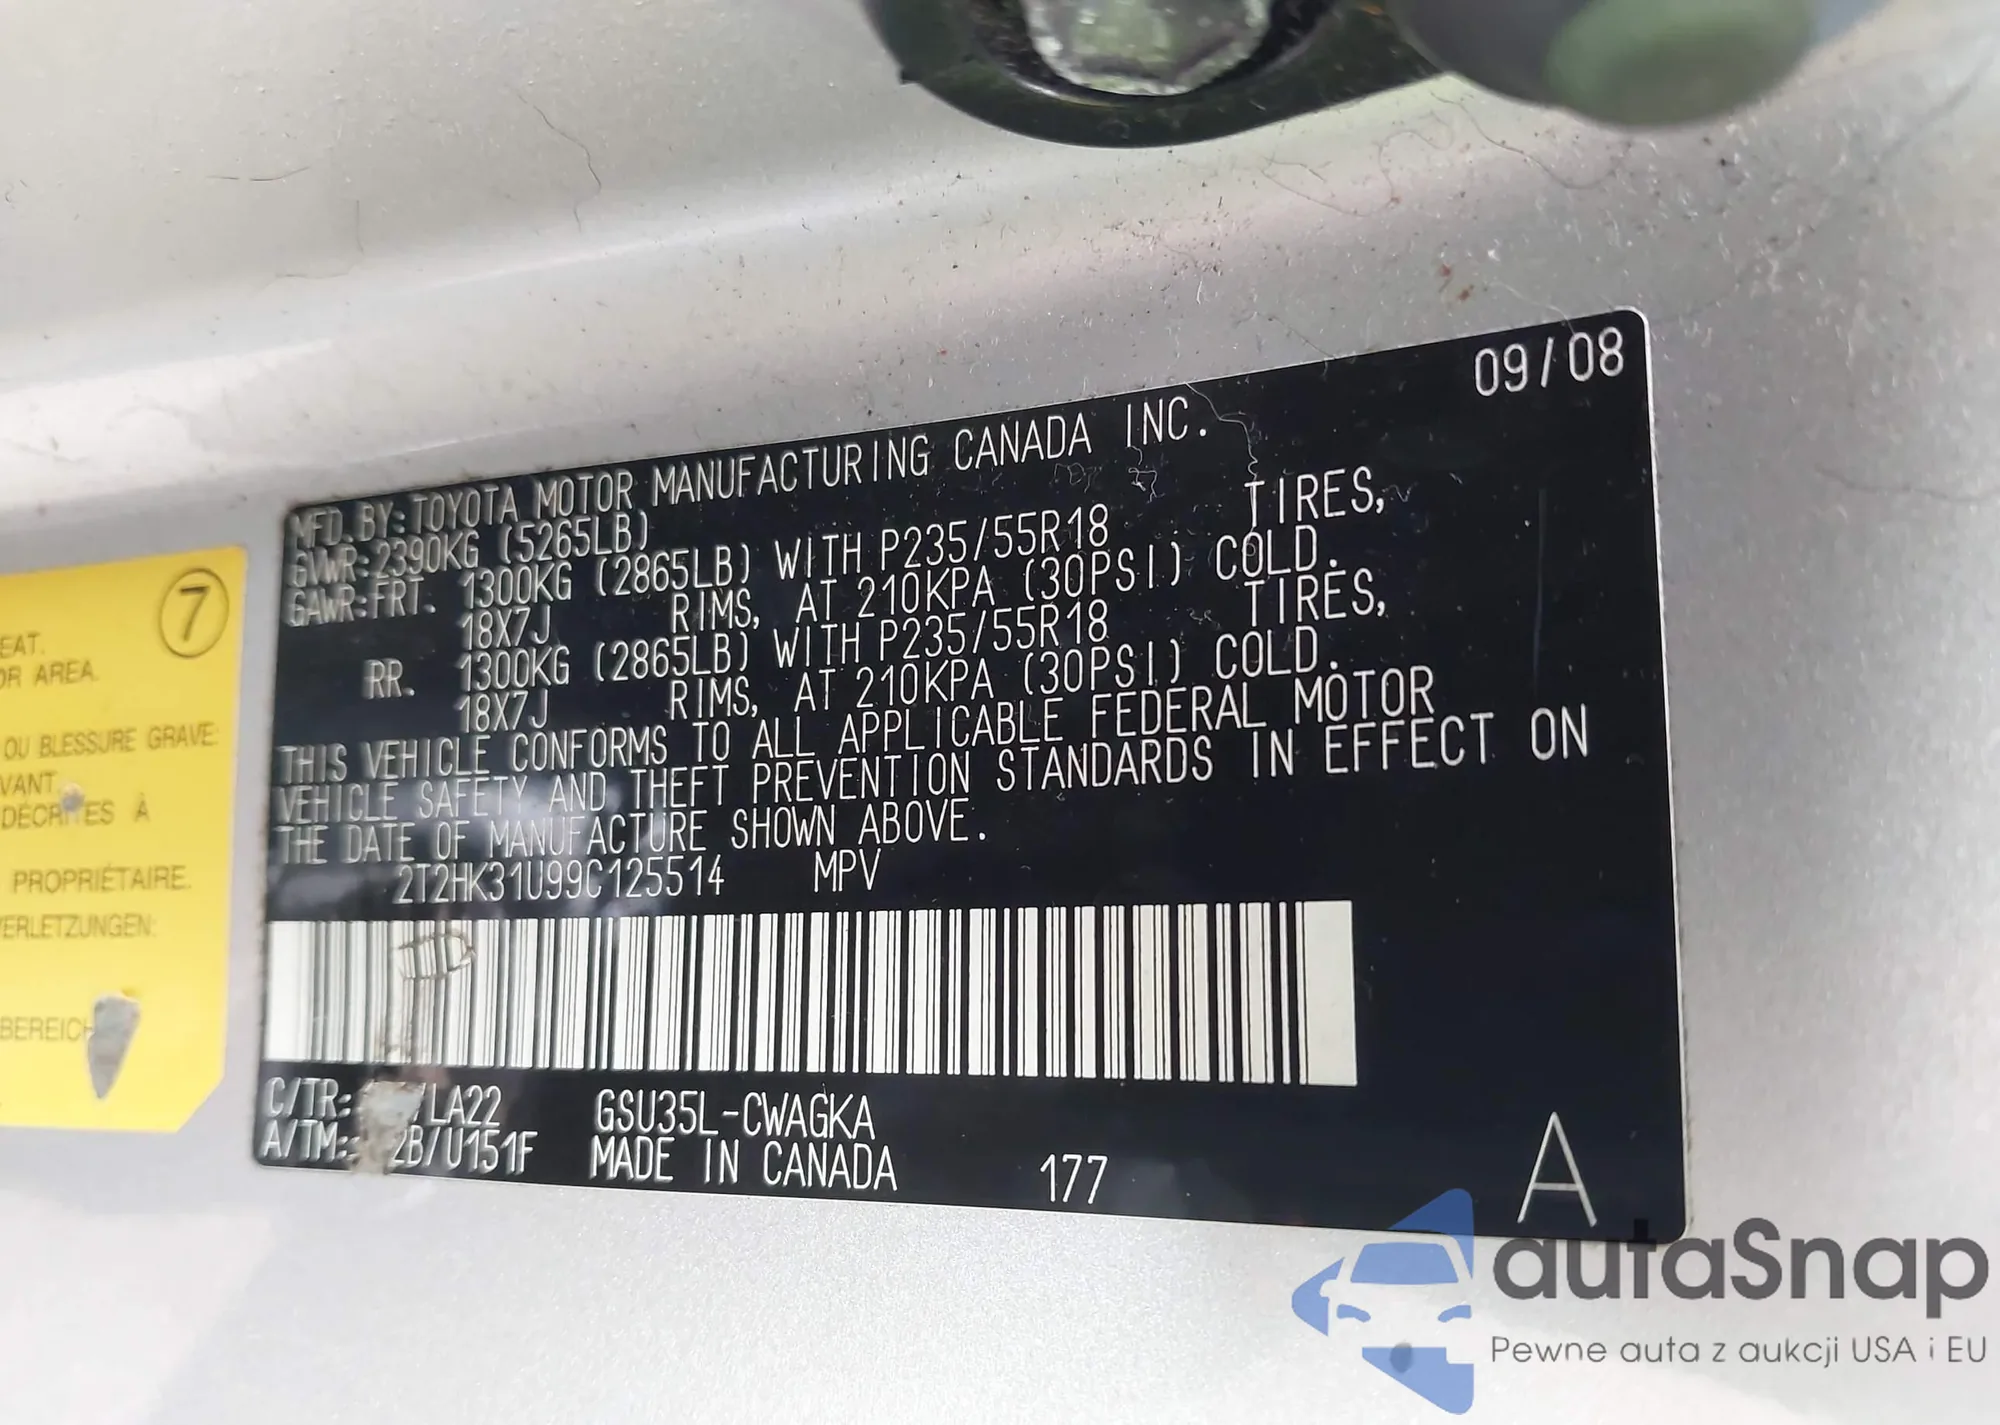 09/08
MFD.BY:TOYOTA MOTOR MANUFACTURING CANADA INC.
GVWR:2390KG (5265LB)
GAWR:FRT. 1300KG (2865LB) WITH P235/55R18 TIRES,
18X7J RIMS, AT 210KPA (30PSI) COLD.
RR. 1300KG (2865LB) WITH P235/55R18 TIRES,
18X7J RIMS, AT 210KPA (30PSI) COLD.
THIS VEHICLE CONFORMS TO ALL APPLICABLE FEDERAL MOTOR
VEHICLE SAFETY AND THEFT PREVENTION STANDARDS IN EFFECT ON
THE DATE OF MANUFACTURE SHOWN ABOVE.
2T2HK31U99C125514 MPV
C/TR: /LA22 GSU35L-CWAGKA
A/TM: 2B/U151F MADE IN CANADA 177 A
7
EAT.
OR AREA.
OU BLESSURE GRAVE:
VANT.
DÉCRITES À
PROPRIÉTAIRE.
VERLETZUNGEN:
BEREICH
autaSnap
Pewne auta z aukcji USA i EU